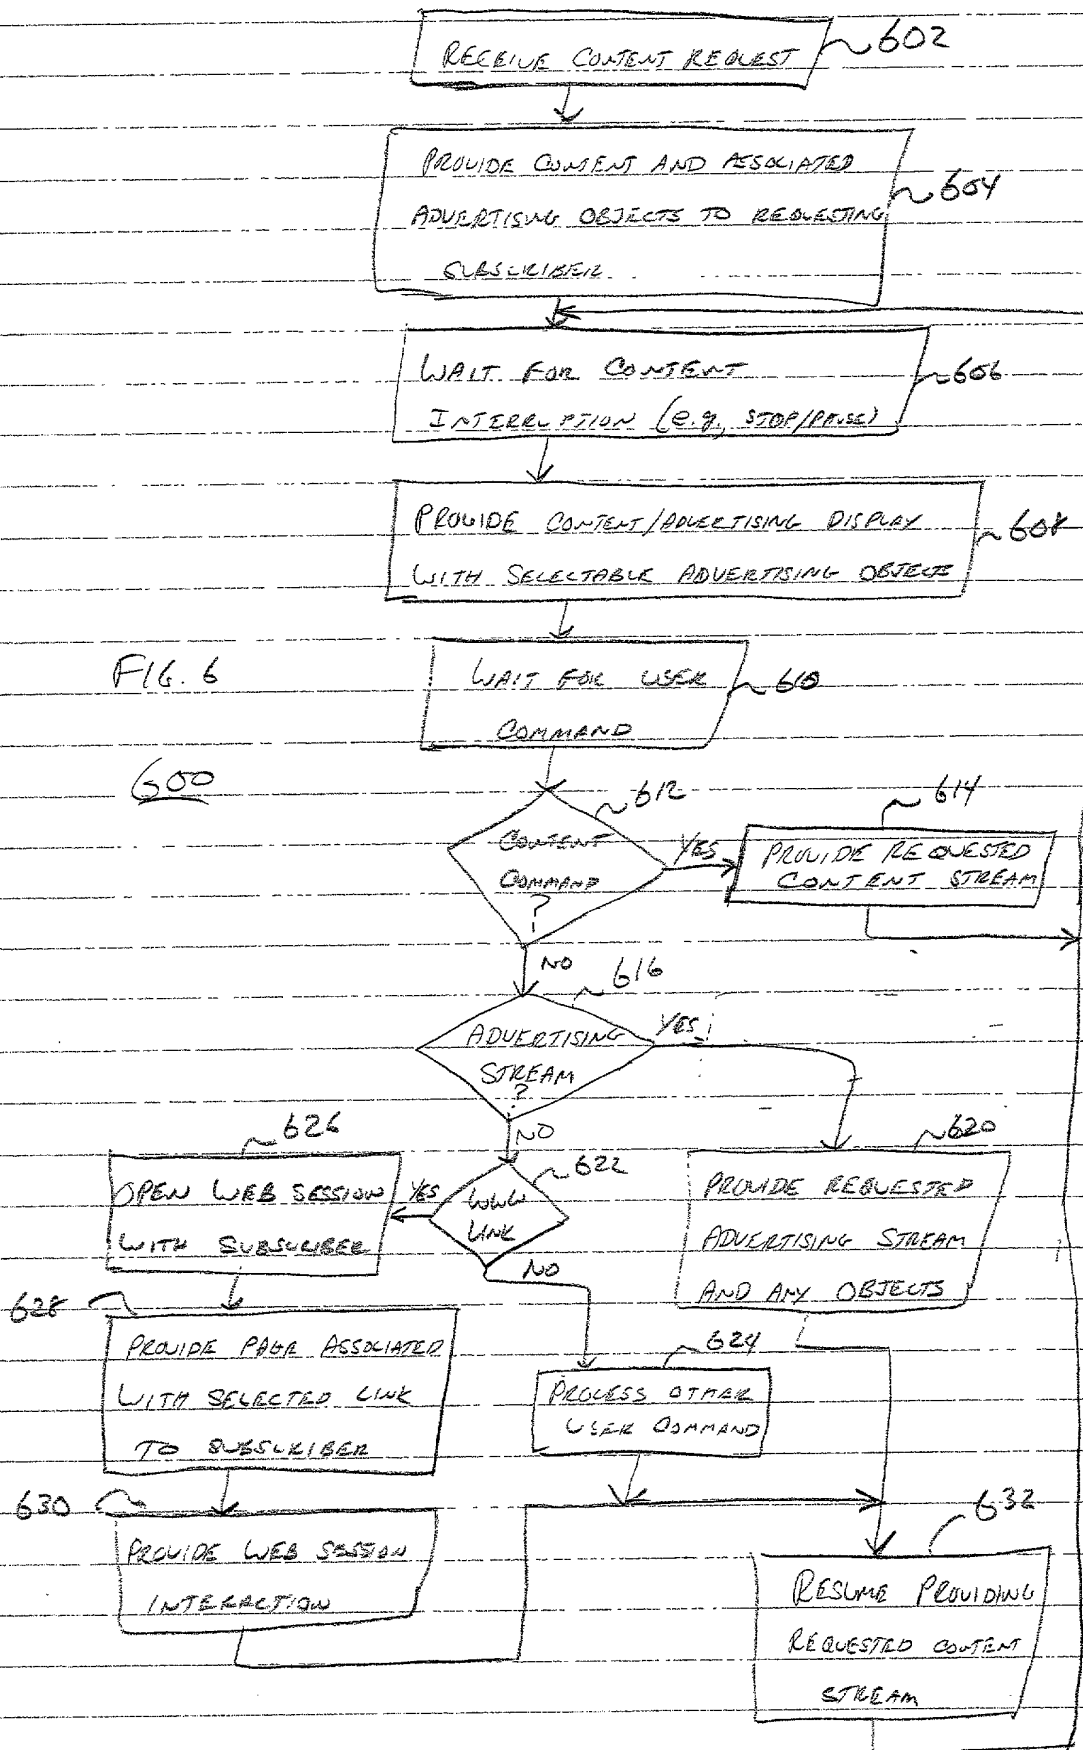 RECEIVE CONTENT REQUEST
602
PROVIDE CONTENT AND ASSOCIATED
ADVERTISING OBJECTS TO REQUESTING
SUBSCRIBER
604
WAIT FOR CONTENT
INTERRUPTION (e.g., STOP/PAUSE)
606
PROVIDE CONTENT/ADVERTISING DISPLAY
WITH SELECTABLE ADVERTISING OBJECTS
608
FIG. 6
WAIT FOR USER
COMMAND
610
600
612
CONTENT
COMMAND
?
YES
614
PROVIDE REQUESTED
CONTENT STREAM
NO
616
ADVERTISING
STREAM
?
YES
NO
620
PROVIDE REQUESTED
ADVERTISING STREAM
AND ANY OBJECTS
622
WWW
LINK
YES
626
OPEN WEB SESSION
WITH SUBSCRIBER
NO
628
PROVIDE PAGE ASSOCIATED
WITH SELECTED LINK
TO SUBSCRIBER
624
PROCESS OTHER
USER COMMAND
630
PROVIDE WEB SESSION
INTERACTION
632
RESUME PROVIDING
REQUESTED CONTENT
STREAM